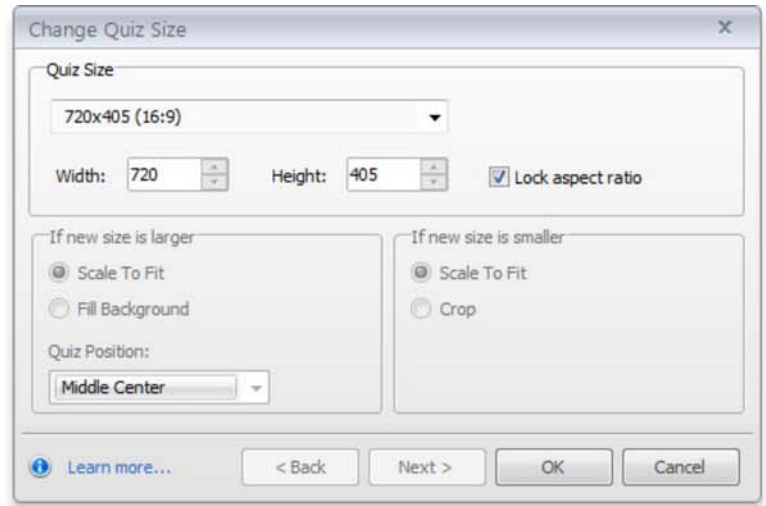 Change Quiz Size
Quiz Size
720x405 (16:9)
Width: 720 Height: 405 Lock aspect ratio
If new size is larger
Scale To Fit
Fill Background
Quiz Position:
Middle Center
If new size is smaller
Scale To Fit
Crop
Learn more... < Back Next > OK Cancel